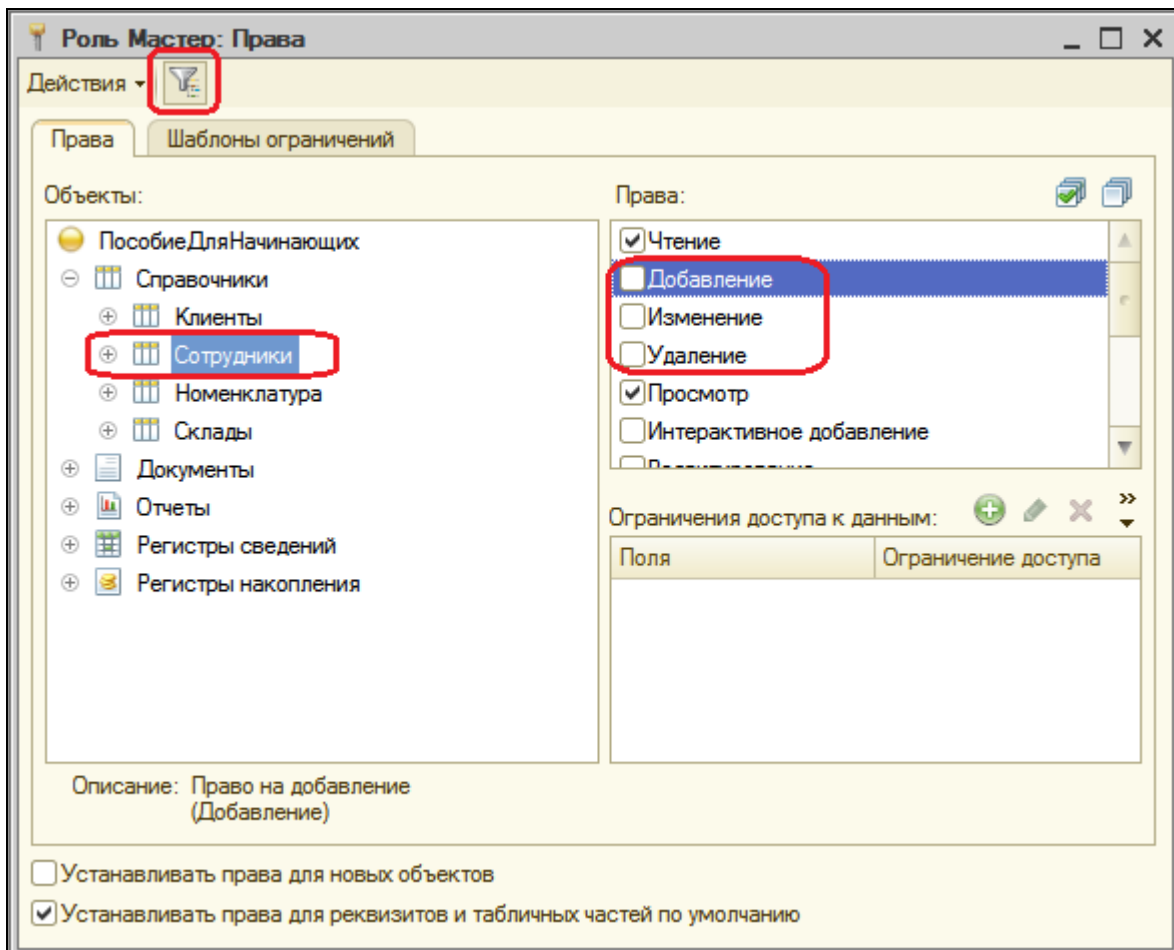 Роль Мастер: Права
Действия
Права
Шаблоны ограничений
Объекты:
ПособиеДляНачинающих
Справочники
Клиенты
Сотрудники
Номенклатура
Склады
Документы
Отчеты
Регистры сведений
Регистры накопления
Права:
Чтение
Добавление
Изменение
Удаление
Просмотр
Интерактивное добавление
Ограничения доступа к данным:
Поля
Ограничение доступа
Описание: Право на добавление
(Добавление)
Устанавливать права для новых объектов
Устанавливать права для реквизитов и табличных частей по умолчанию